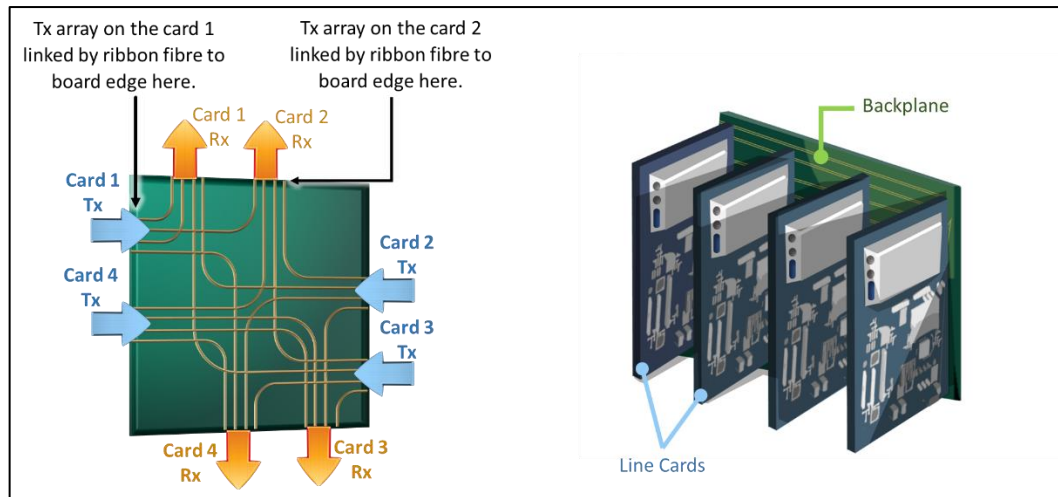 Tx array on the card 1
linked by ribbon fibre to
board edge here.
Tx array on the card 2
linked by ribbon fibre to
board edge here.
Card 1
Rx
Card 2
Rx
Card 1
Tx
Card 2
Tx
Card 4
Tx
Card 3
Tx
Card 4
Rx
Card 3
Rx
Backplane
Line Cards